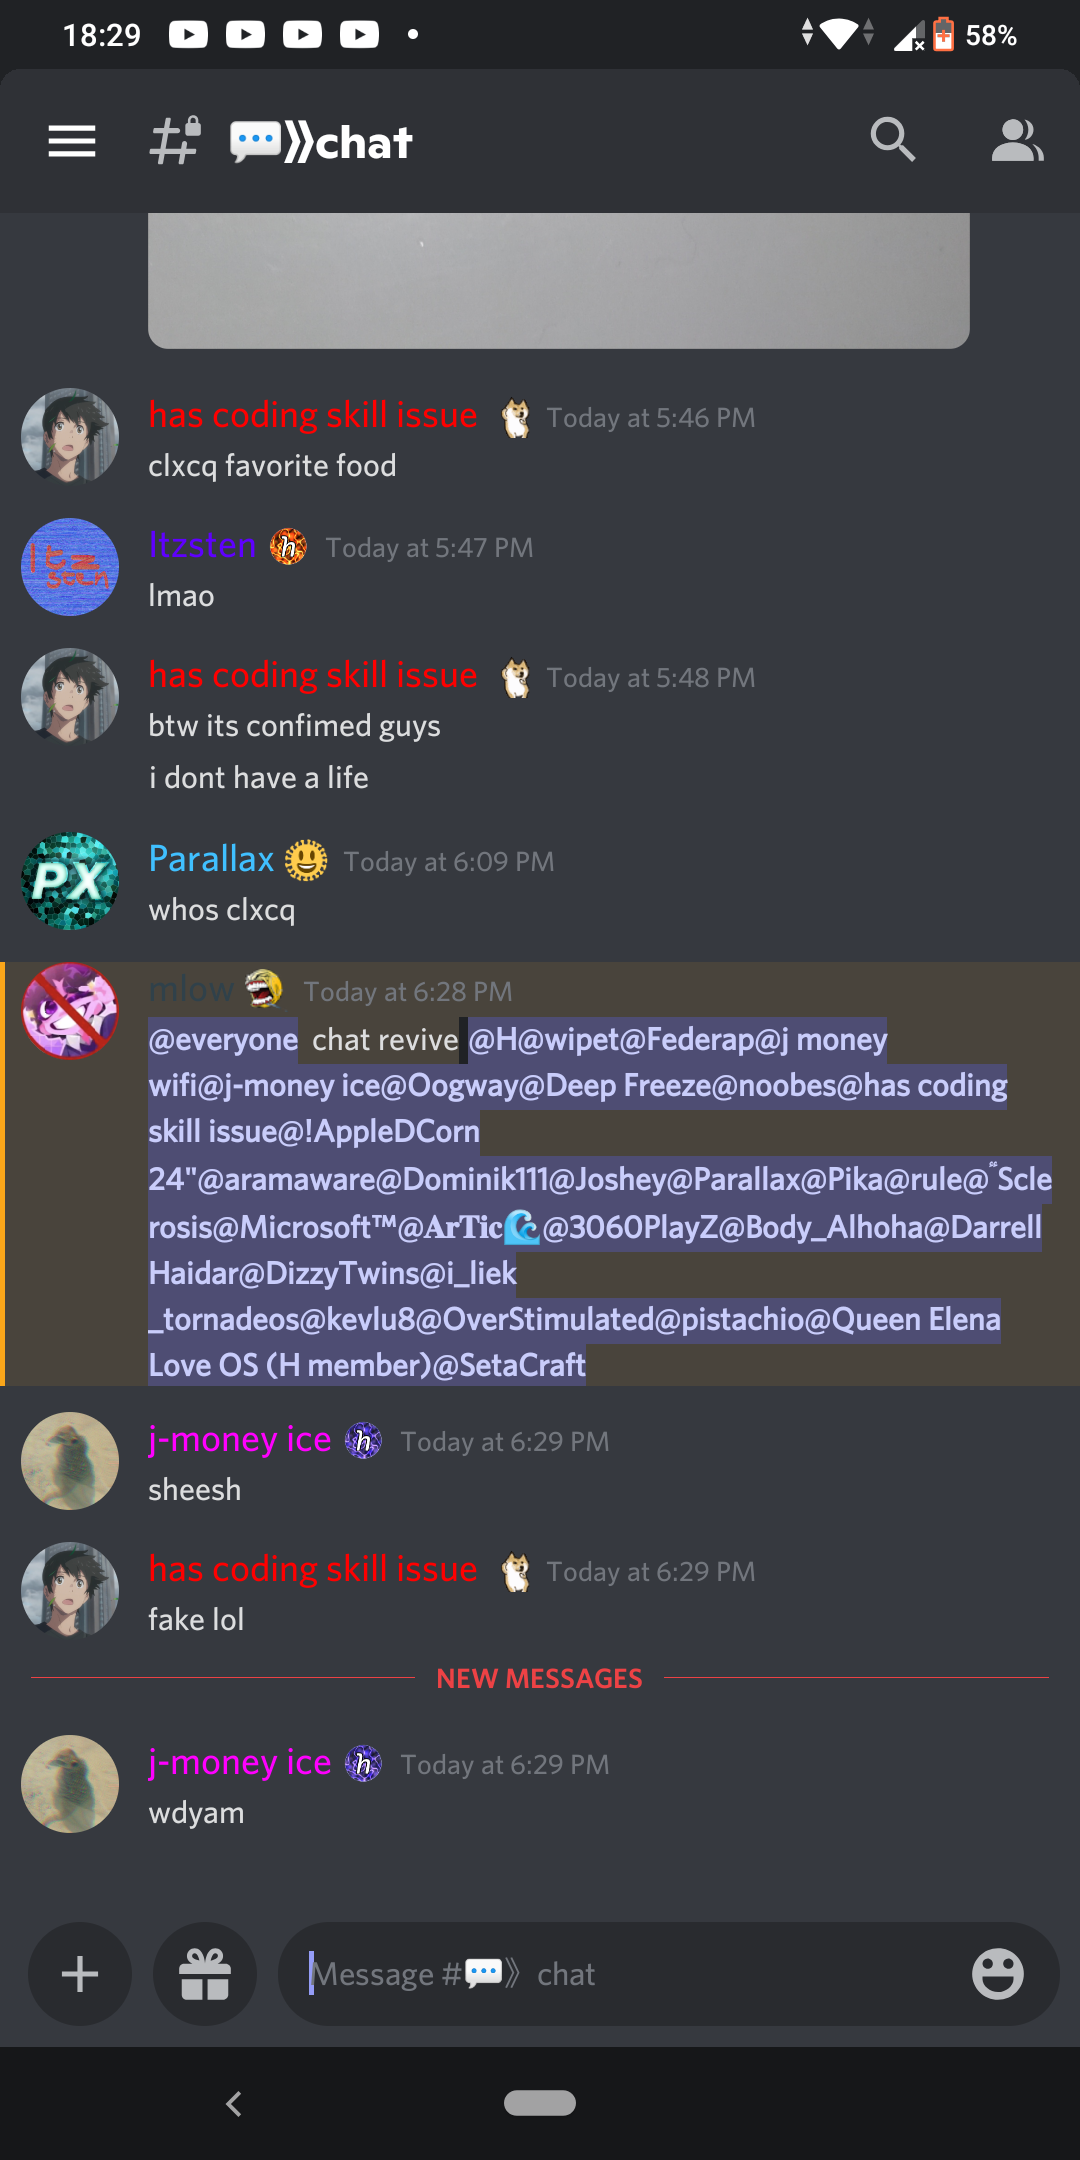 18:29 58%
💬》chat
has coding skill issue Today at 5:46 PM
clxcq favorite food
Itzsten h Today at 5:47 PM
Itz
lmao
has coding skill issue Today at 5:48 PM
btw its confimed guys
i dont have a life
Parallax Today at 6:09 PM
PX
whos clxcq
mlow Today at 6:28 PM
@everyone chat revive @H@wipet@Federap@j money
wifi@j-money ice@Oogway@Deep Freeze@noobes@has coding
skill issue@!AppleDCorn
24"@aramaware@Dominik111@Joshey@Parallax@Pika@rule@˝Scle
rosis@Microsoft™@𝐀𝐫𝐓𝐢𝐜🌊@3060PlayZ@Body_Alhoha@Darrell
Haidar@DizzyTwins@i_liek
_tornadeos@kevlu8@OverStimulated@pistachio@Queen Elena
Love OS (H member)@SetaCraft
j-money ice h Today at 6:29 PM
sheesh
has coding skill issue Today at 6:29 PM
fake lol
NEW MESSAGES
j-money ice h Today at 6:29 PM
wdyam
Message #💬》 chat